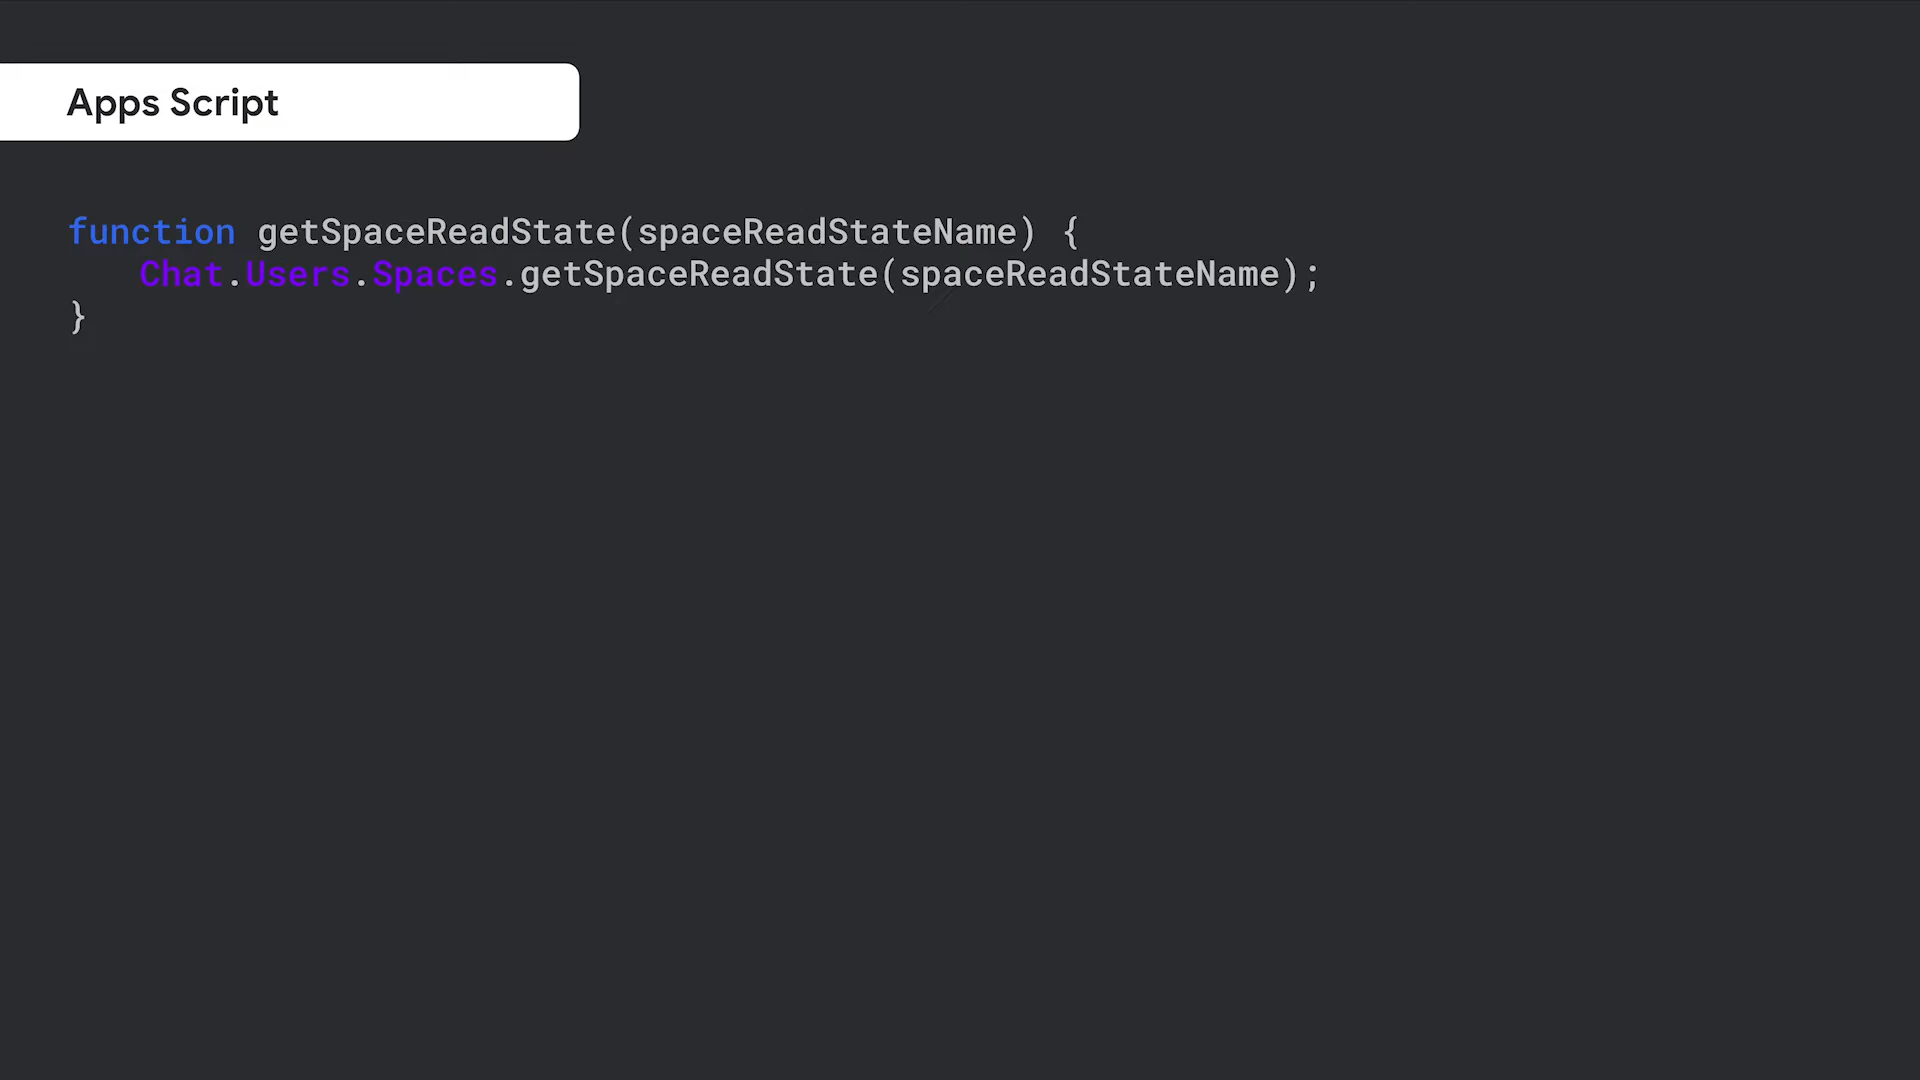 Apps Script
function getSpaceReadState(spaceReadStateName) {
    Chat.Users.Spaces.getSpaceReadState(spaceReadStateName);
}